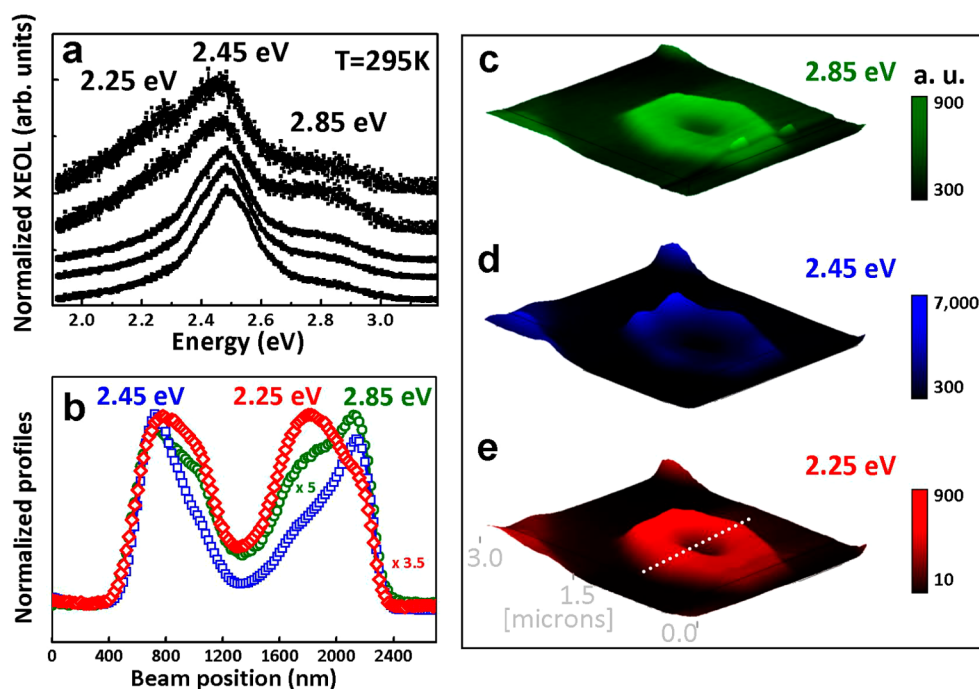 a
2.45 eV
T=295K
2.25 eV
2.85 eV
Normalized XEOL (arb. units)
2.0 2.2 2.4 2.6 2.8 3.0
Energy (eV)
b
2.45 eV 2.25 eV 2.85 eV
Normalized profiles
x 5
x 3.5
0 400 800 1200 1600 2000 2400
Beam position (nm)
c
2.85 eV
a. u.
900
300
d
2.45 eV
7,000
300
e
2.25 eV
900
10
3.0
1.5
[microns]
0.0